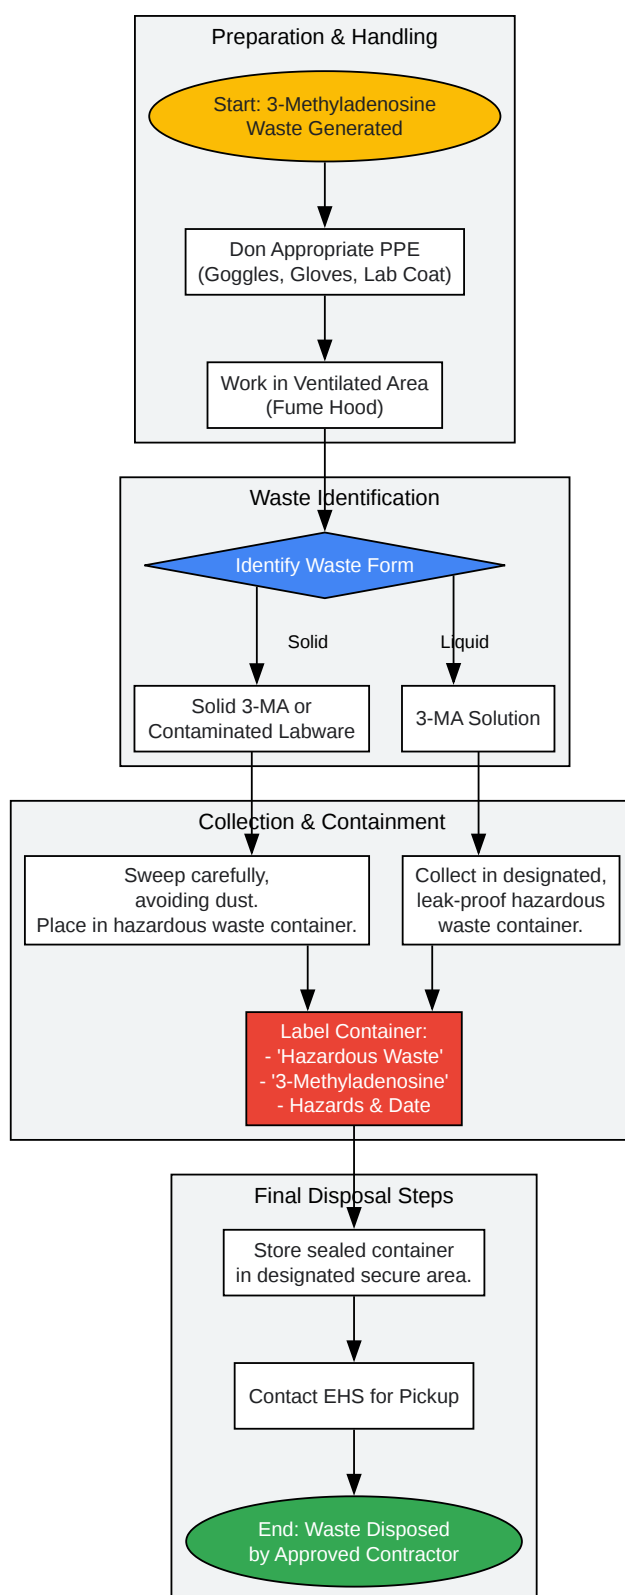 Preparation & Handling
Start: 3-Methyladenosine
Waste Generated
Don Appropriate PPE
(Goggles, Gloves, Lab Coat)
Work in Ventilated Area
(Fume Hood)
Waste Identification
Identify Waste Form
Solid
Liquid
Solid 3-MA or
Contaminated Labware
3-MA Solution
Collection & Containment
Sweep carefully,
avoiding dust.
Place in hazardous waste container.
Collect in designated,
leak-proof hazardous
waste container.
Label Container:
- 'Hazardous Waste'
- '3-Methyladenosine'
- Hazards & Date
Final Disposal Steps
Store sealed container
in designated secure area.
Contact EHS for Pickup
End: Waste Disposed
by Approved Contractor